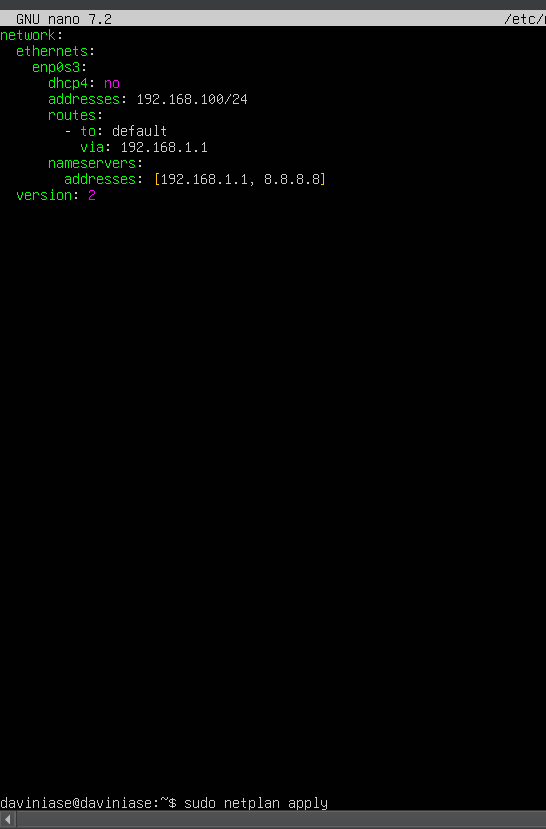 GNU nano 7.2 /etc/
network:
  ethernets:
    enp0s3:
      dhcp4: no
      addresses: 192.168.100/24
      routes:
        - to: default
          via: 192.168.1.1
      nameservers:
        addresses: [192.168.1.1, 8.8.8.8]
  version: 2
daviniase@daviniase:~$ sudo netplan apply